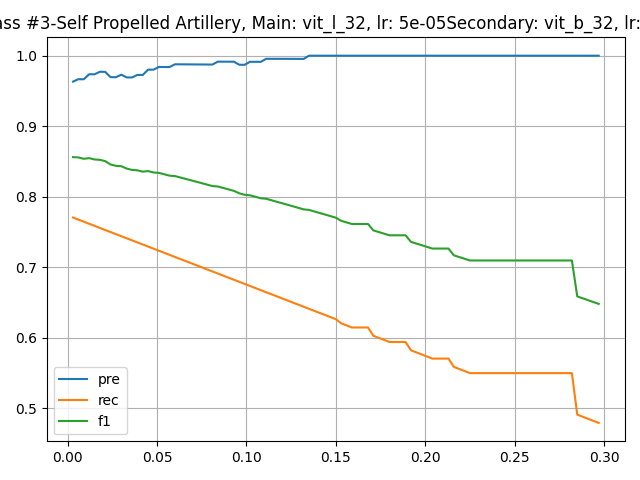 ass #3-Self Propelled Artillery, Main: vit_l_32, lr: 5e-05Secondary: vit_b_32, lr:
1.0
0.9
0.8
0.7
0.6
0.5
pre
rec
f1
0.00 0.05 0.10 0.15 0.20 0.25 0.30